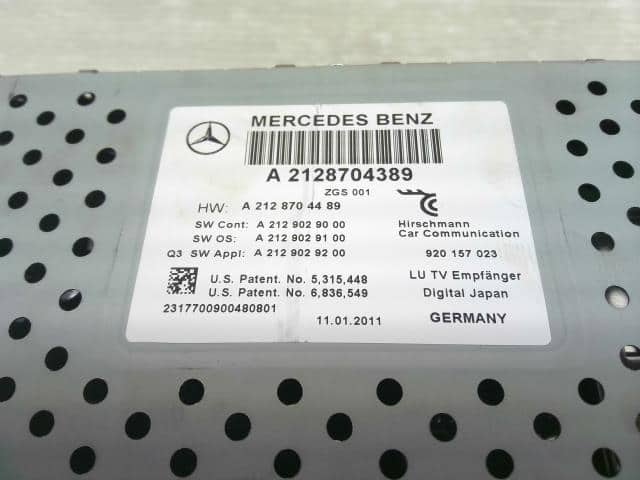 MERCEDES BENZ
A 2128704389
ZGS 001
HW: A 212 870 44 89
SW Cont: A 212 902 90 00
SW OS: A 212 902 91 00
Q3 SW Appl: A 212 902 92 00
Hirschmann
Car Communication
920 157 023
U.S. Patent. No. 5,315,448
U.S. Patent. No. 6,836,549
LU TV Empfänger
Digital Japan
2317700900480801
11.01.2011
GERMANY